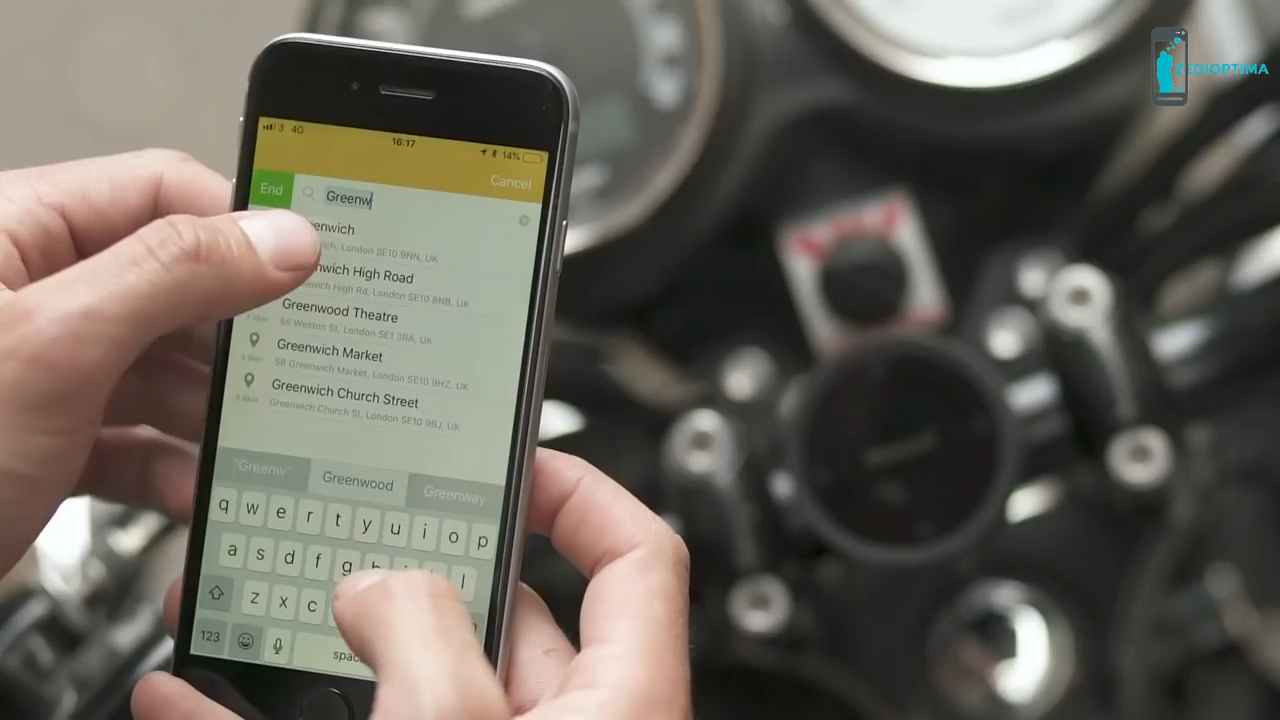 ZEDIOPTIMA
3 4G
16:17
14%
Cancel
End
Greenw
enwich
ich, London SE10 9NN, UK
nwich High Road
nwich High Rd, London SE10 8NB, UK
Greenwood Theatre
55 Weston St, London SE1 3RA, UK
Greenwich Market
5B Greenwich Market, London SE10 9HZ, UK
Greenwich Church Street
Greenwich Church St, London SE10 9BJ, UK
"Greenw" Greenwood Greenway
q w e r t y u i o p
a s d f g h l
z x c
123 space